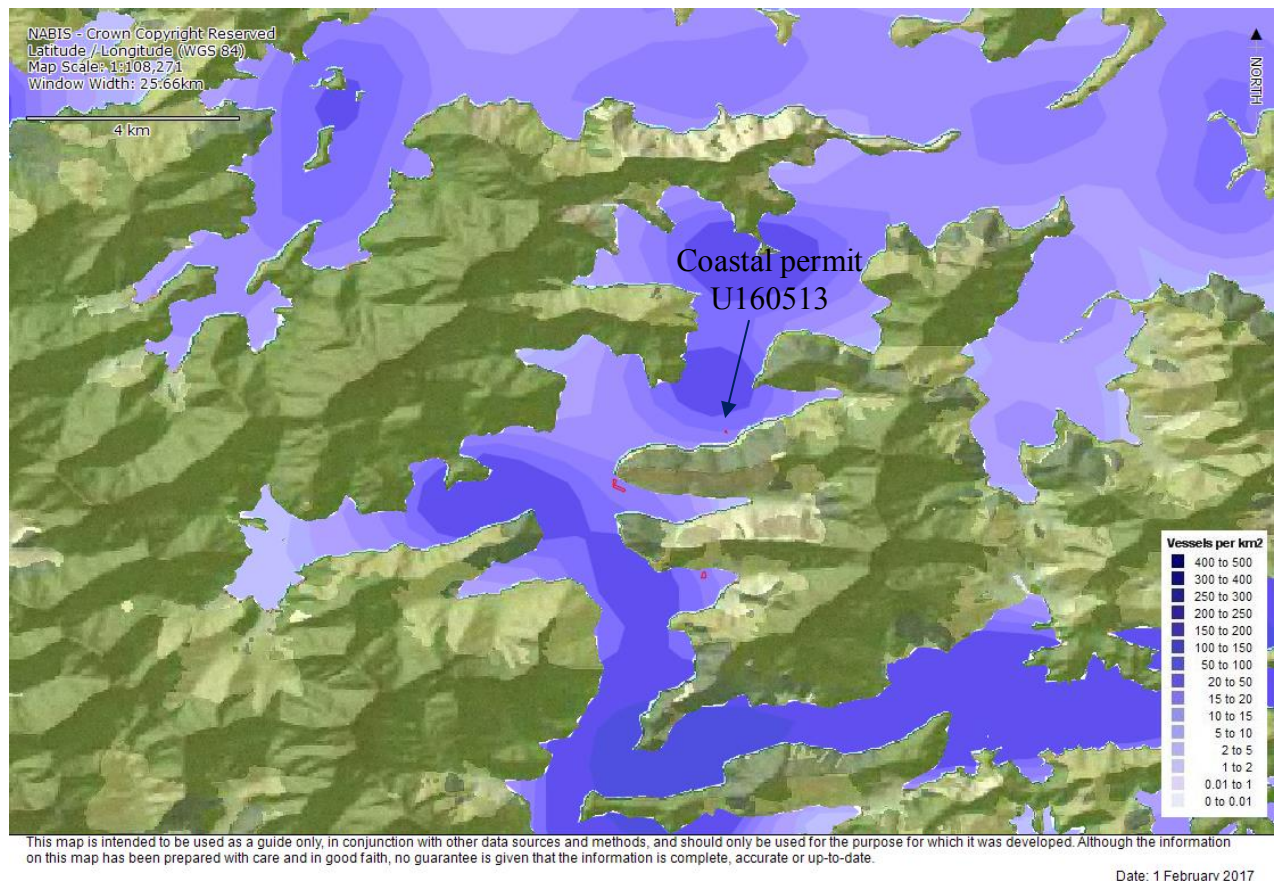 NABIS - Crown Copyright Reserved
Latitude / Longitude (WGS 84)
Map Scale: 1:108,271
Window Width: 25.66km
4 km
NORTH
Coastal permit
U160513
Vessels per km2
400 to 500
300 to 400
250 to 300
200 to 250
150 to 200
100 to 150
50 to 100
20 to 50
15 to 20
10 to 15
5 to 10
2 to 5
1 to 2
0.01 to 1
0 to 0.01
This map is intended to be used as a guide only, in conjunction with other data sources and methods, and should only be used for the purpose for which it was developed. Although the information
on this map has been prepared with care and in good faith, no guarantee is given that the information is complete, accurate or up-to-date.
Date: 1 February 2017